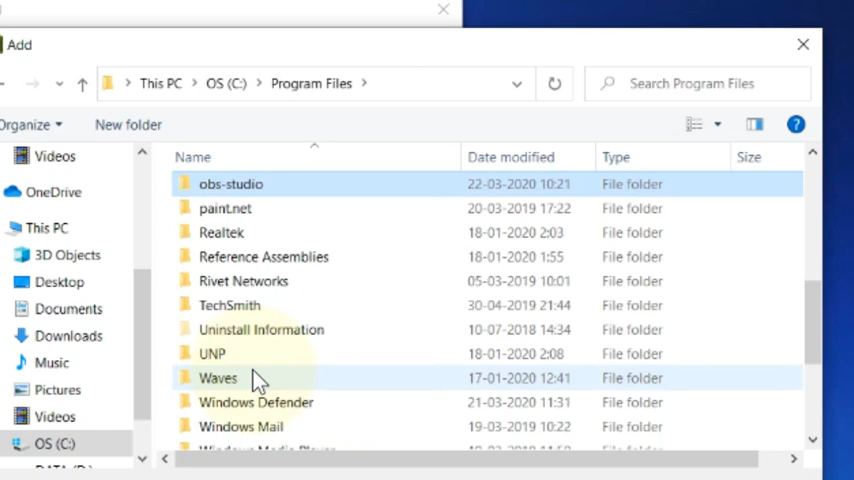 Add
This PC OS (C:) Program Files Search Program Files
Organize New folder ?
Name Date modified Type Size
Videos
OneDrive
This PC
3D Objects
Desktop
Documents
Downloads
Music
Pictures
Videos
OS (C:)
DATA (D:)
obs-studio 22-03-2020 10:21 File folder
paint.net 20-03-2019 17:22 File folder
Realtek 18-01-2020 2:03 File folder
Reference Assemblies 18-01-2020 1:55 File folder
Rivet Networks 05-03-2019 10:01 File folder
TechSmith 30-04-2019 21:44 File folder
Uninstall Information 10-07-2018 14:34 File folder
UNP 18-01-2020 2:08 File folder
Waves 17-01-2020 12:41 File folder
Windows Defender 21-03-2020 11:31 File folder
Windows Mail 19-03-2019 10:22 File folder
Windows Media Player